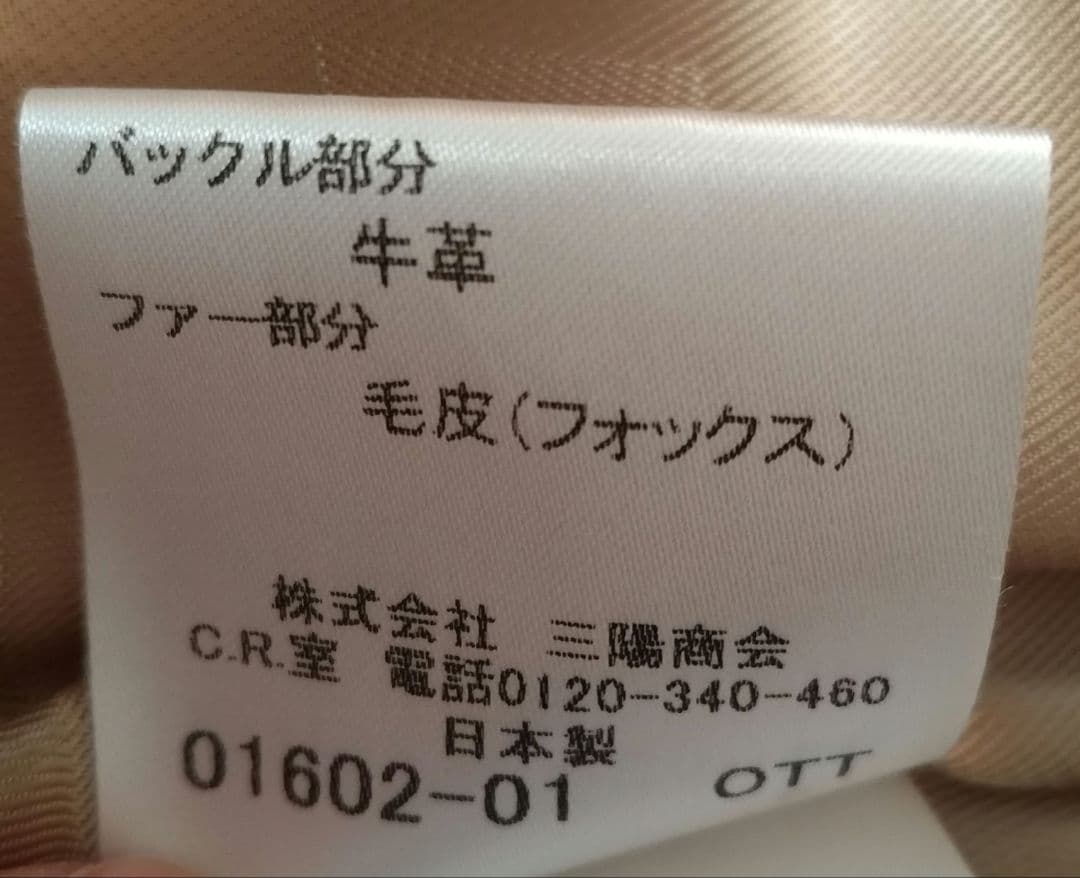 バックル部分
牛革
ファー部分
毛皮(フォックス)
株式会社 三陽商会
C.R.室 電話0120-340-460
日本製
01602-01 OTT